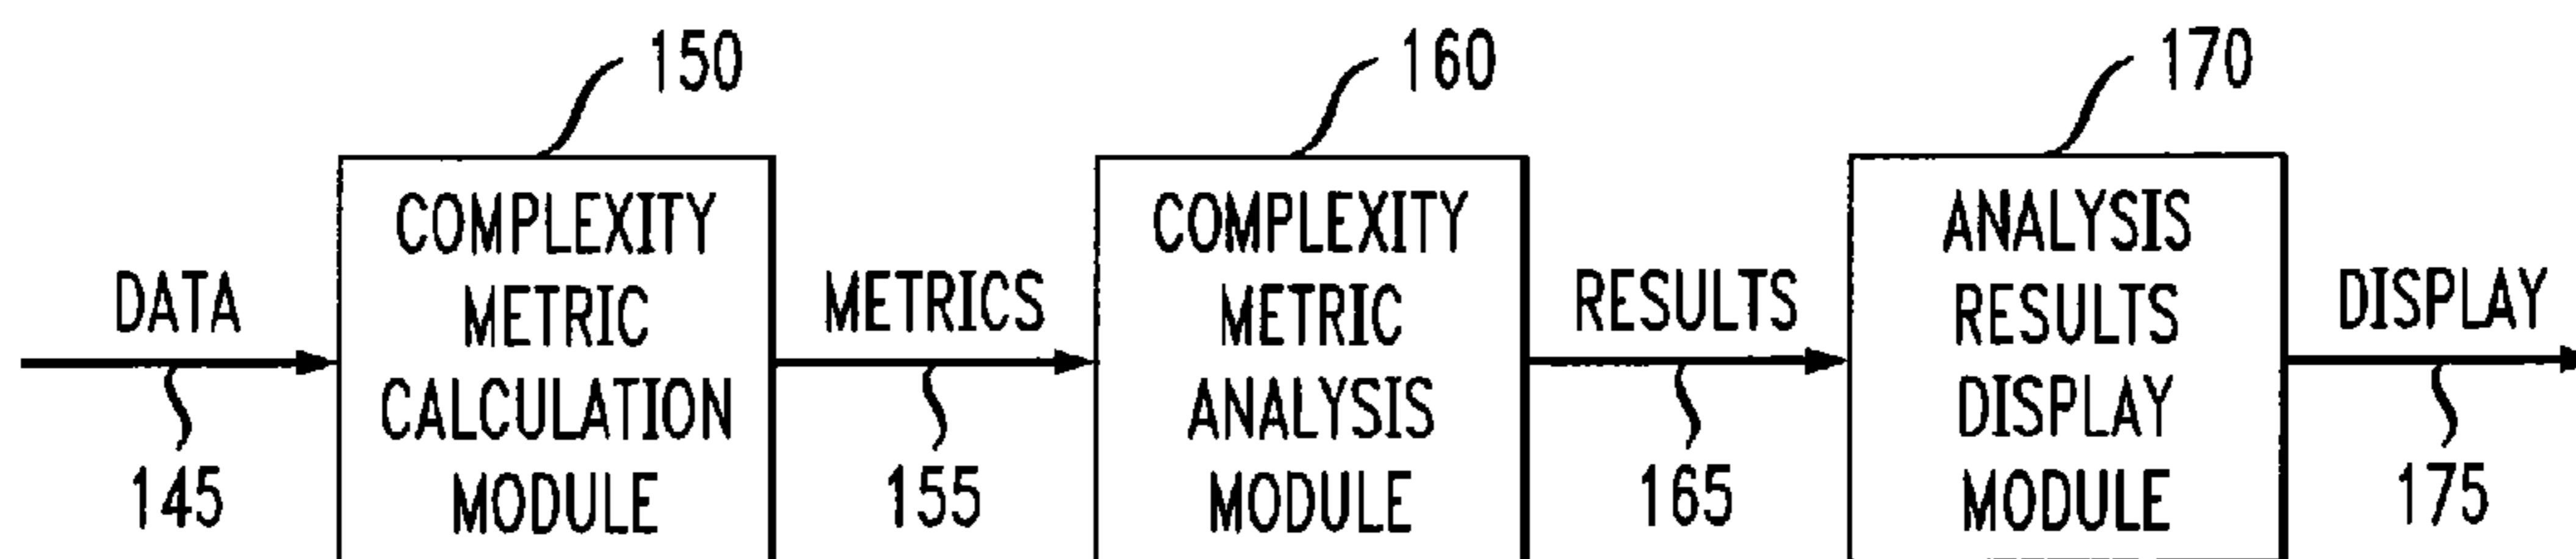 150
160
170
DATA
COMPLEXITY
METRIC
CALCULATION
MODULE
METRICS
COMPLEXITY
METRIC
ANALYSIS
MODULE
RESULTS
ANALYSIS
RESULTS
DISPLAY
MODULE
DISPLAY
145
155
165
175